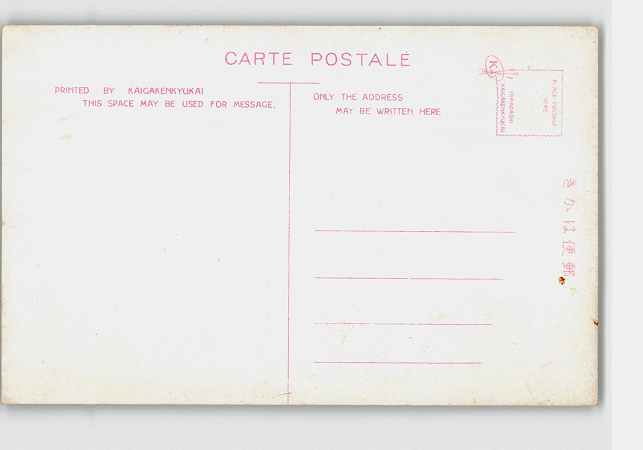 CARTE POSTALE
PRINTED BY KAIGAKENKYUKAI
THIS SPACE MAY BE USED FOR MESSAGE.
ONLY THE ADDRESS
MAY BE WRITTEN HERE
K
PLACE POSTAGE
HERE
KAIGAKENKYUKAI
きかは便郵